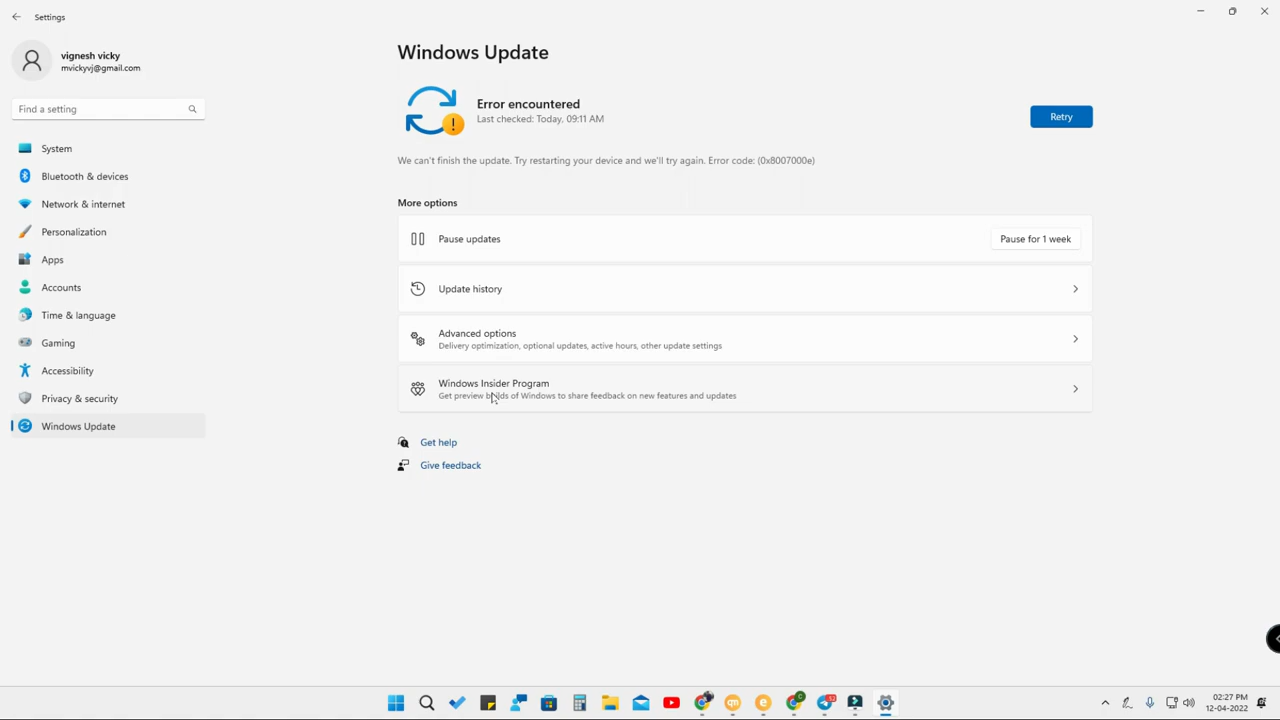 Settings
vignesh vicky
mvickyvj@gmail.com
Find a setting
System
Bluetooth & devices
Network & internet
Personalization
Apps
Accounts
Time & language
Gaming
Accessibility
Privacy & security
Windows Update
Windows Update
Error encountered
Last checked: Today, 09:11 AM
Retry
We can't finish the update. Try restarting your device and we'll try again. Error code: (0x8007000e)
More options
Pause updates
Pause for 1 week
Update history
Advanced options
Delivery optimization, optional updates, active hours, other update settings
Windows Insider Program
Get preview builds of Windows to share feedback on new features and updates
Get help
Give feedback
02:27 PM
12-04-2022